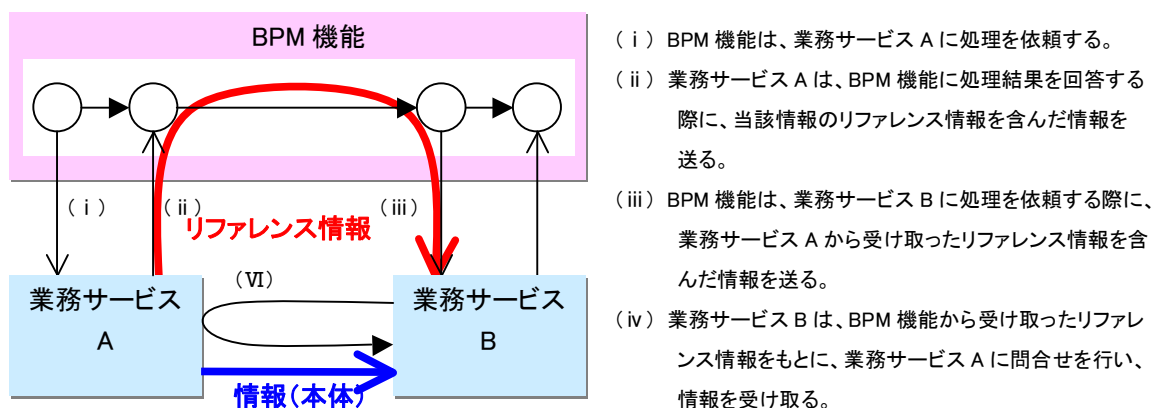 BPM 機能
(ⅰ)
(ⅱ)
(ⅲ)
リファレンス情報
(Ⅵ)
業務サービス
A
業務サービス
B
情報(本体)
(ⅰ) BPM 機能は、業務サービス A に処理を依頼する。
(ⅱ) 業務サービス A は、BPM 機能に処理結果を回答する
際に、当該情報のリファレンス情報を含んだ情報を
送る。
(ⅲ) BPM 機能は、業務サービス B に処理を依頼する際に、
業務サービス A から受け取ったリファレンス情報を含
んだ情報を送る。
(ⅳ) 業務サービス B は、BPM 機能から受け取ったリファレ
ンス情報をもとに、業務サービス A に問合せを行い、
情報を受け取る。